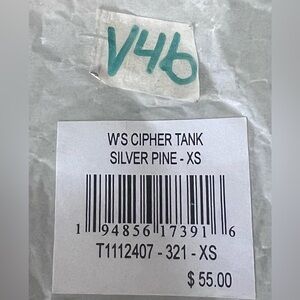 V46
W'S CIPHER TANK
SILVER PINE - XS
1 94856 17391 6
T1112407 - 321 - XS
$ 55.00